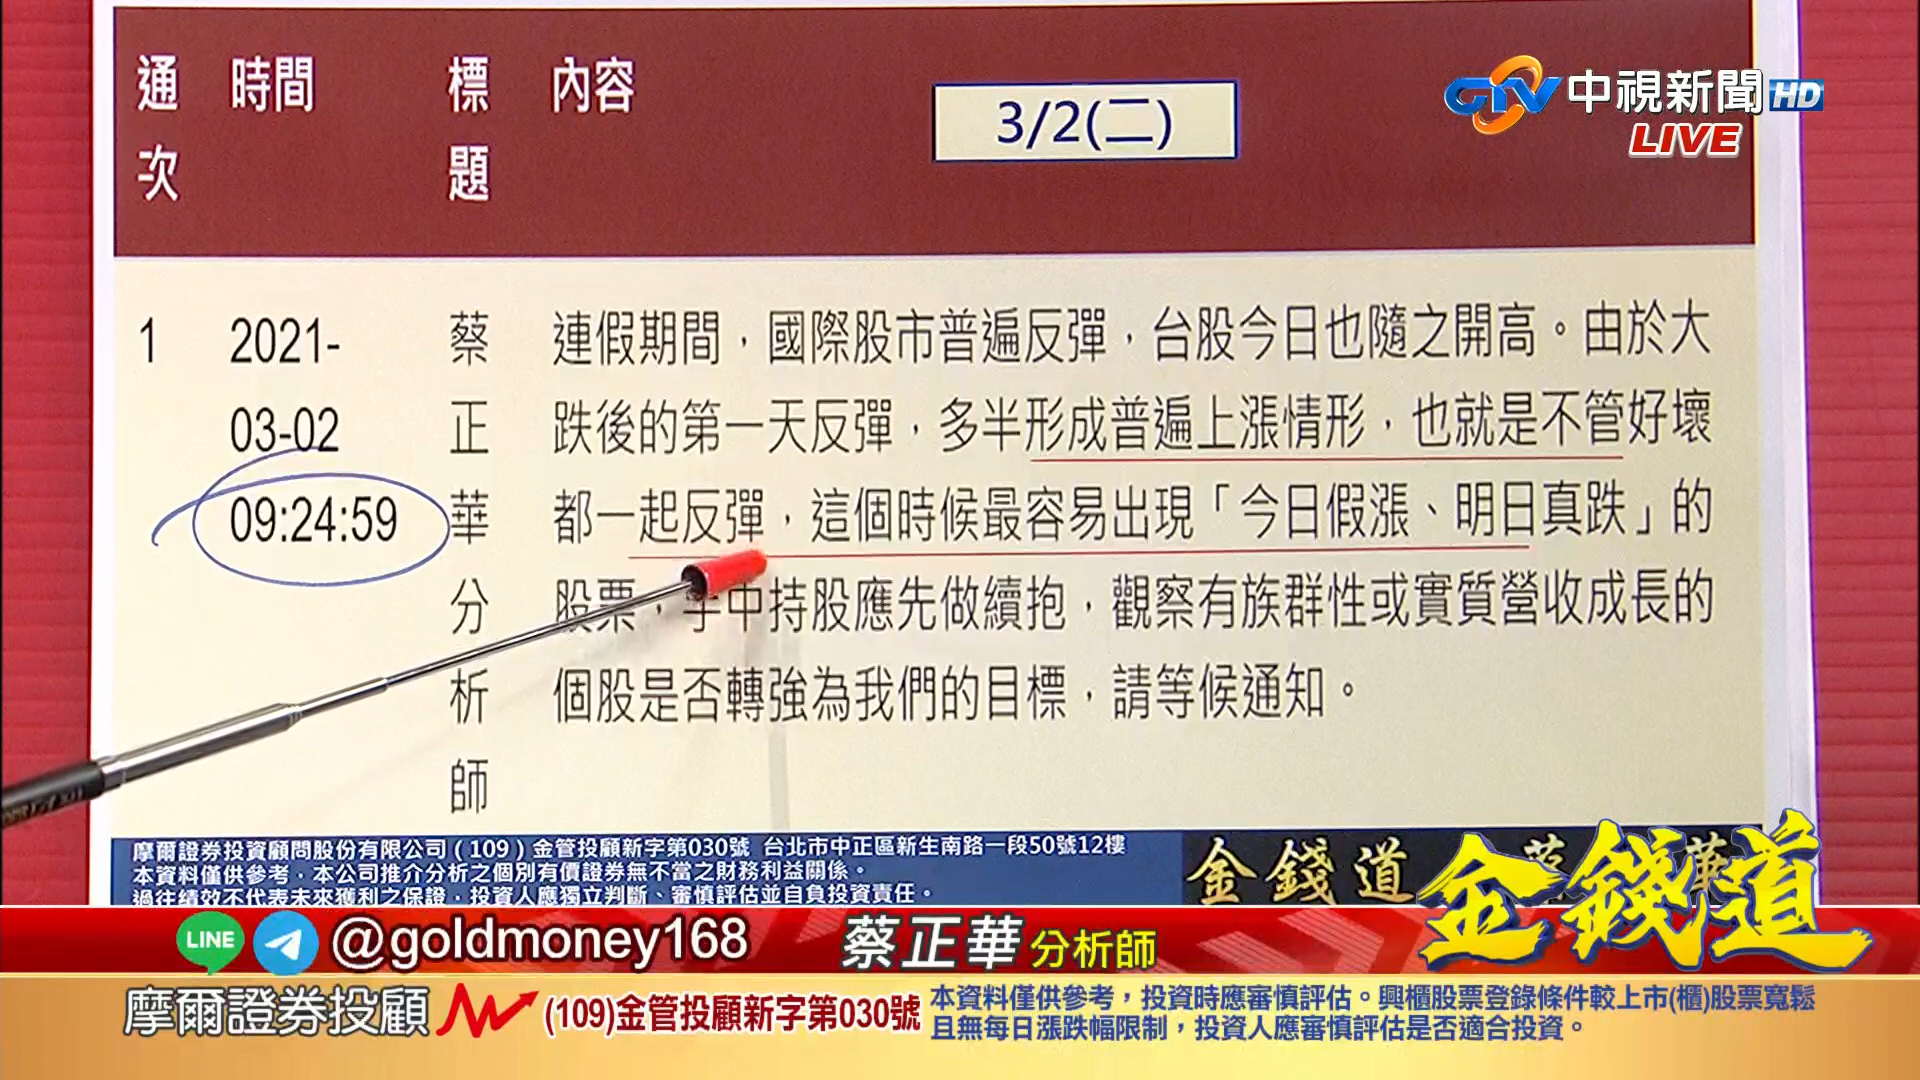 通次 時間 標題 內容
3/2(二)
CTV 中視新聞 HD
LIVE
1 2021-03-02 09:24:59 蔡正華分析師
連假期間，國際股市普遍反彈，台股今日也隨之開高。由於大
跌後的第一天反彈，多半形成普遍上漲情形，也就是不管好壞
都一起反彈，這個時候最容易出現「今日假漲、明日真跌」的
股票，手中持股應先做續抱，觀察有族群性或實質營收成長的
個股是否轉強為我們的目標，請等候通知。
摩爾證券投資顧問股份有限公司（109）金管投顧新字第030號 台北市中正區新生南路一段50號12樓
本資料僅供參考，本公司推介分析之個別有價證券無不當之財務利益關係。
過往績效不代表未來獲利之保證，投資人應獨立判斷、審慎評估並自負投資責任。
金錢道
金錢道
LINE @goldmoney168 蔡正華 分析師
摩爾證券投顧 (109)金管投顧新字第030號
本資料僅供參考，投資時應審慎評估。興櫃股票登錄條件較上市(櫃)股票寬鬆
且無每日漲跌幅限制，投資人應審慎評估是否適合投資。